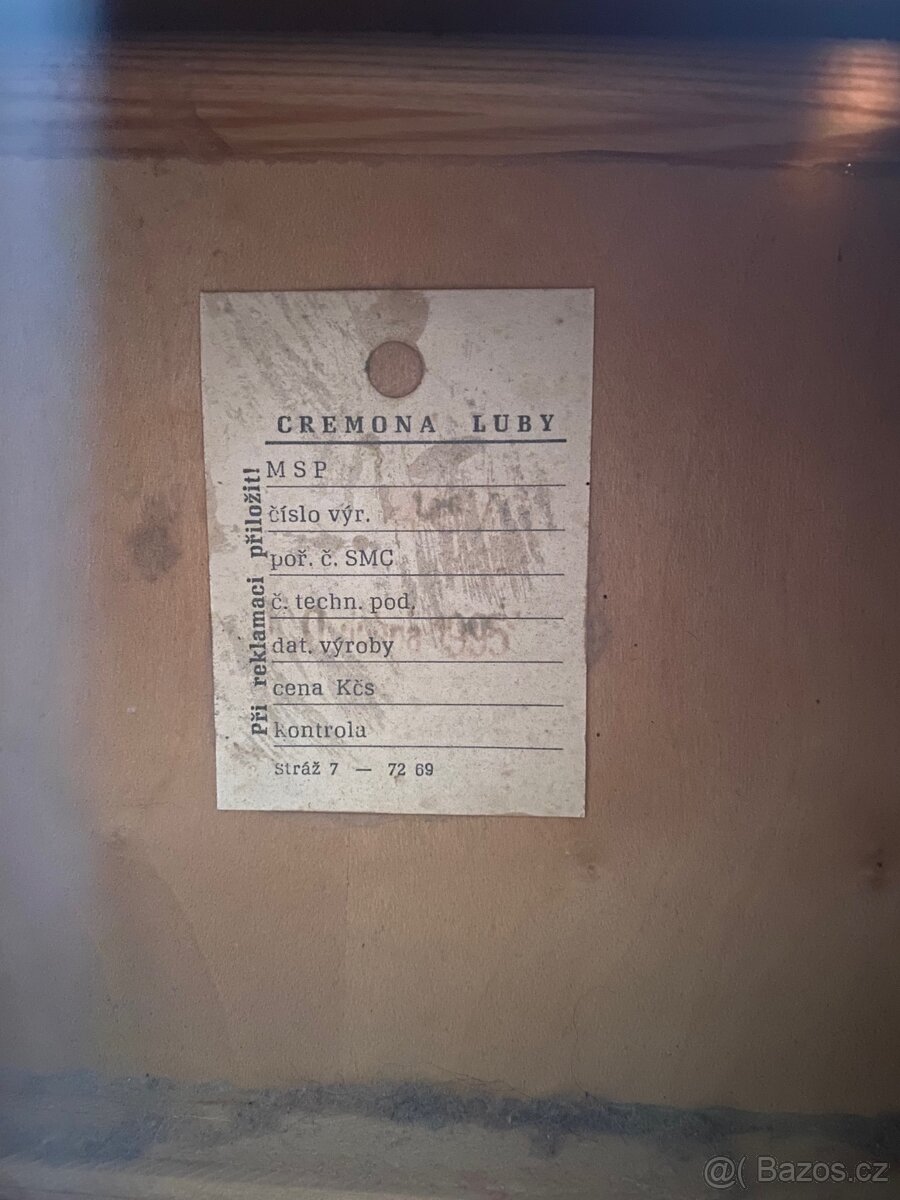 CREMONA LUBY
MSP
číslo výr.
poř. č. SMC
č. techn. pod.
dat. výroby
cena Kčs
kontrola
Stráž 7 — 72 69
Při reklamaci přiložit!
@( Bazos.cz